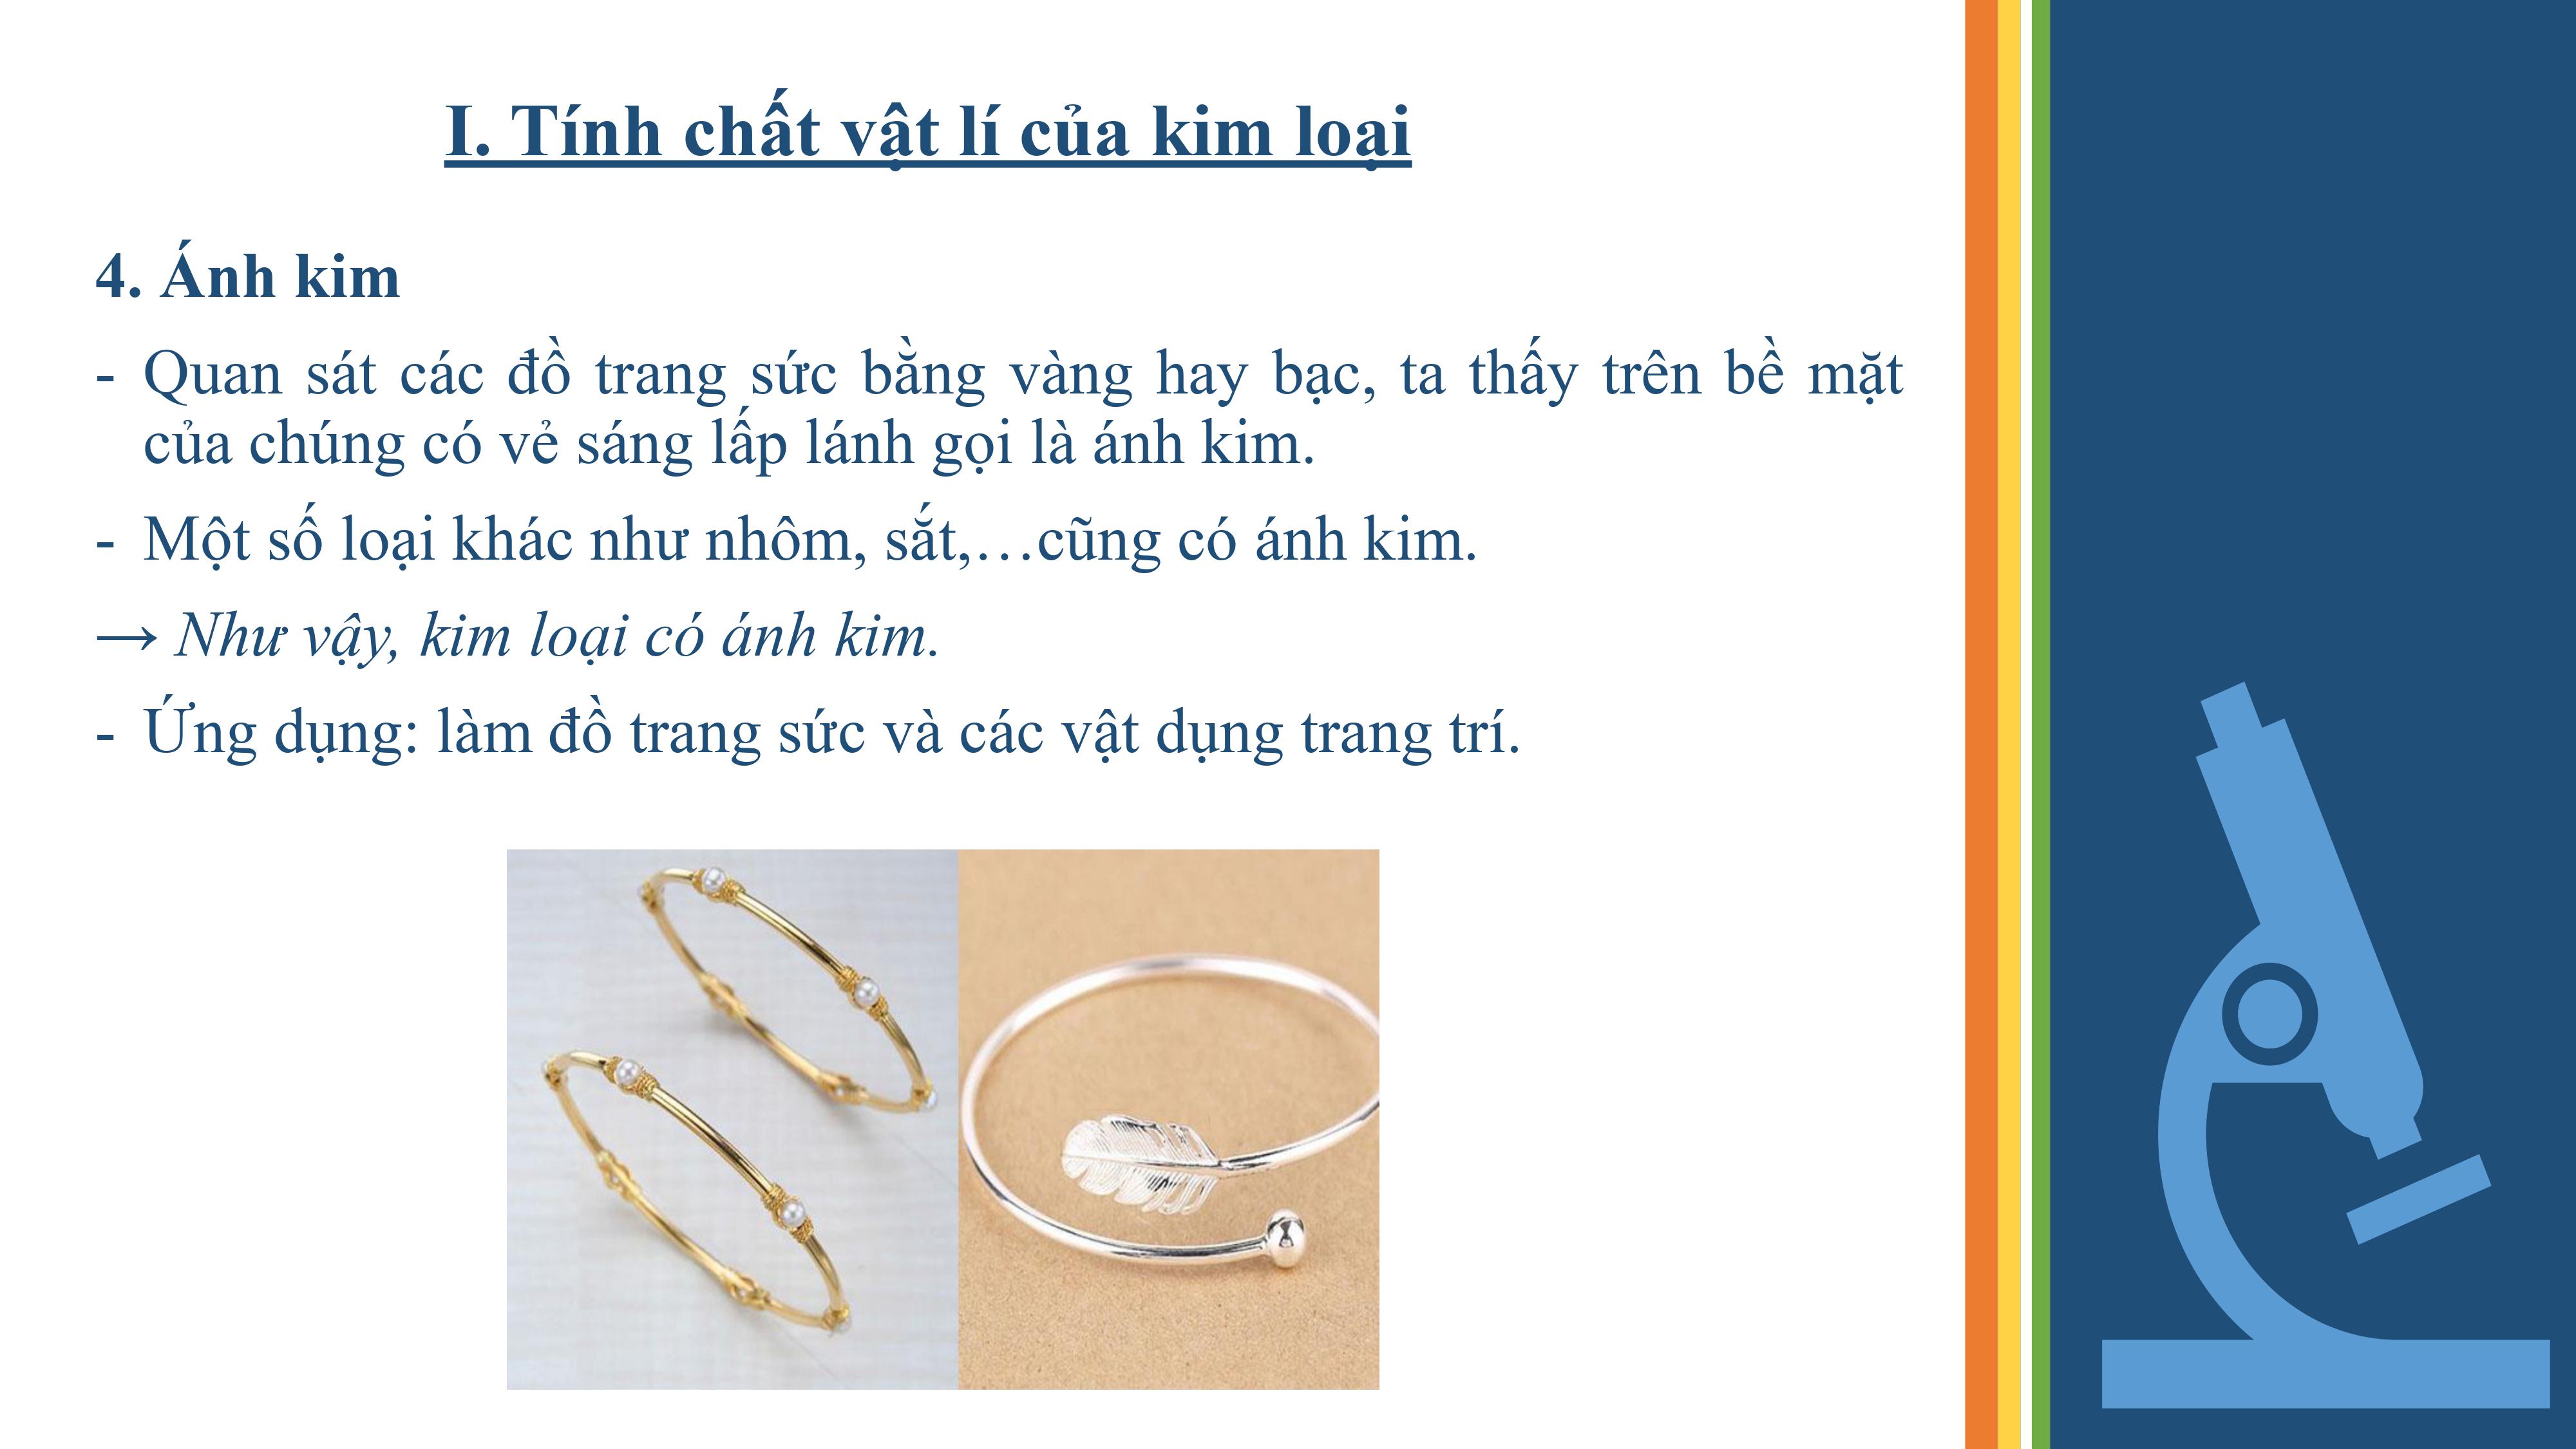 I. Tính chất vật lí của kim loại
4. Ánh kim
- Quan sát các đồ trang sức bằng vàng hay bạc, ta thấy trên bề mặt
của chúng có vẻ sáng lấp lánh gọi là ánh kim.
- Một số loại khác như nhôm, sắt,…cũng có ánh kim.
→ Như vậy, kim loại có ánh kim.
- Ứng dụng: làm đồ trang sức và các vật dụng trang trí.